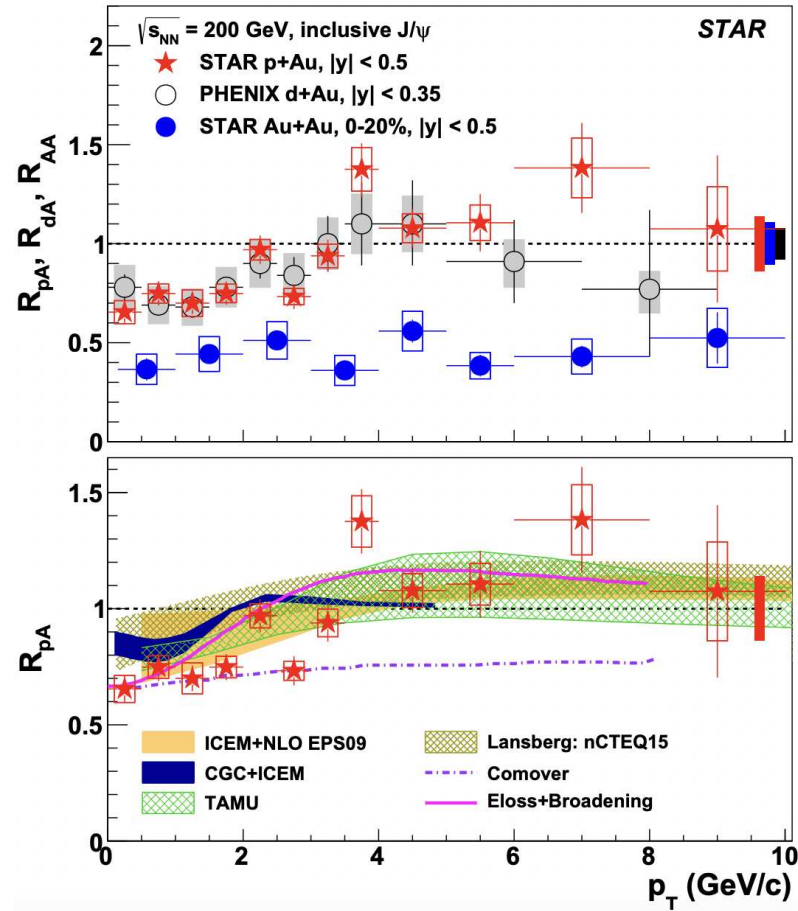 √s_NN = 200 GeV, inclusive J/ψ
STAR
STAR p+Au, |y| < 0.5
PHENIX d+Au, |y| < 0.35
STAR Au+Au, 0-20%, |y| < 0.5
R_pA, R_dA, R_AA
2
1.5
1
0.5
0
R_pA
1.5
1
0.5
0
ICEM+NLO EPS09
CGC+ICEM
TAMU
Lansberg: nCTEQ15
Comover
Eloss+Broadening
0 2 4 6 8 10
p_T (GeV/c)